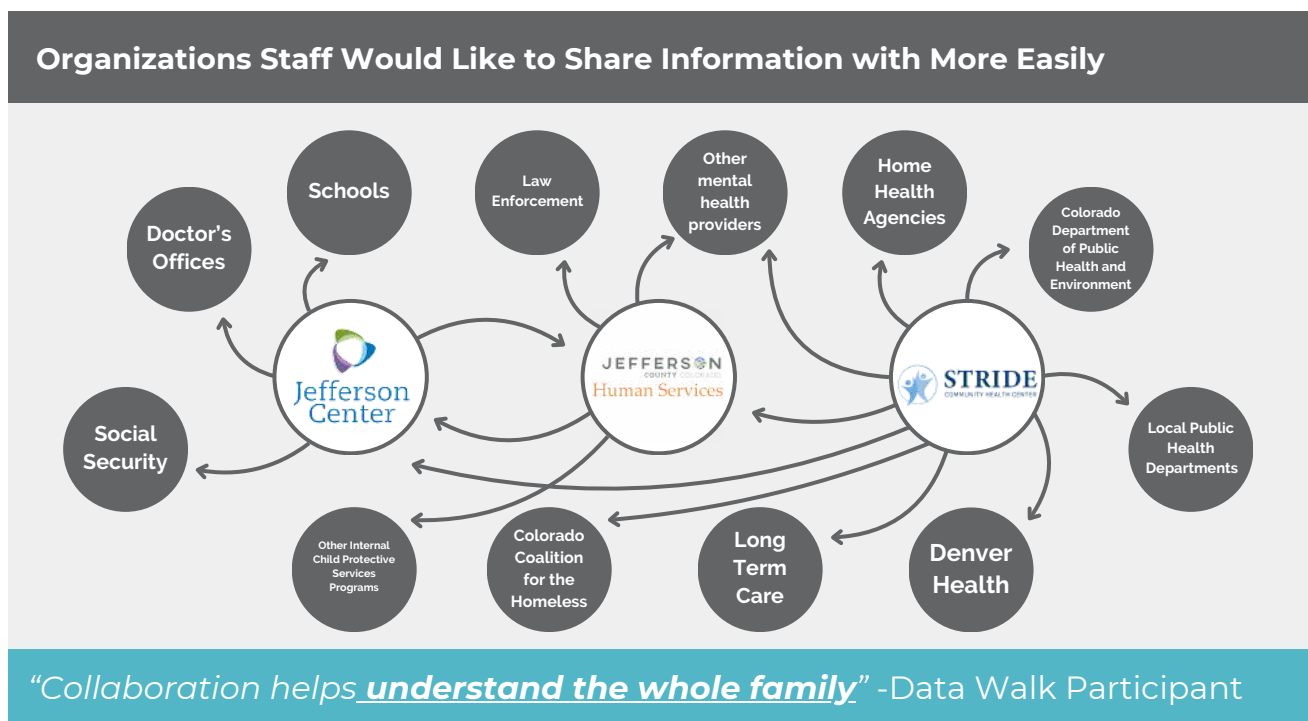 Organizations Staff Would Like to Share Information with More Easily
Schools
Law
Enforcement
Other
mental
health
providers
Home
Health
Agencies
Doctor’s
Offices
Colorado
Department
of Public
Health and
Environment
Jefferson
Center
JEFFERSON
COUNTY COLORADO
Human Services
STRIDE
COMMUNITY HEALTH CENTER
Social
Security
Local Public
Health
Departments
Other Internal
Child Protective
Services
Programs
Colorado
Coalition
for the
Homeless
Long
Term
Care
Denver
Health
“Collaboration helps understand the whole family” -Data Walk Participant